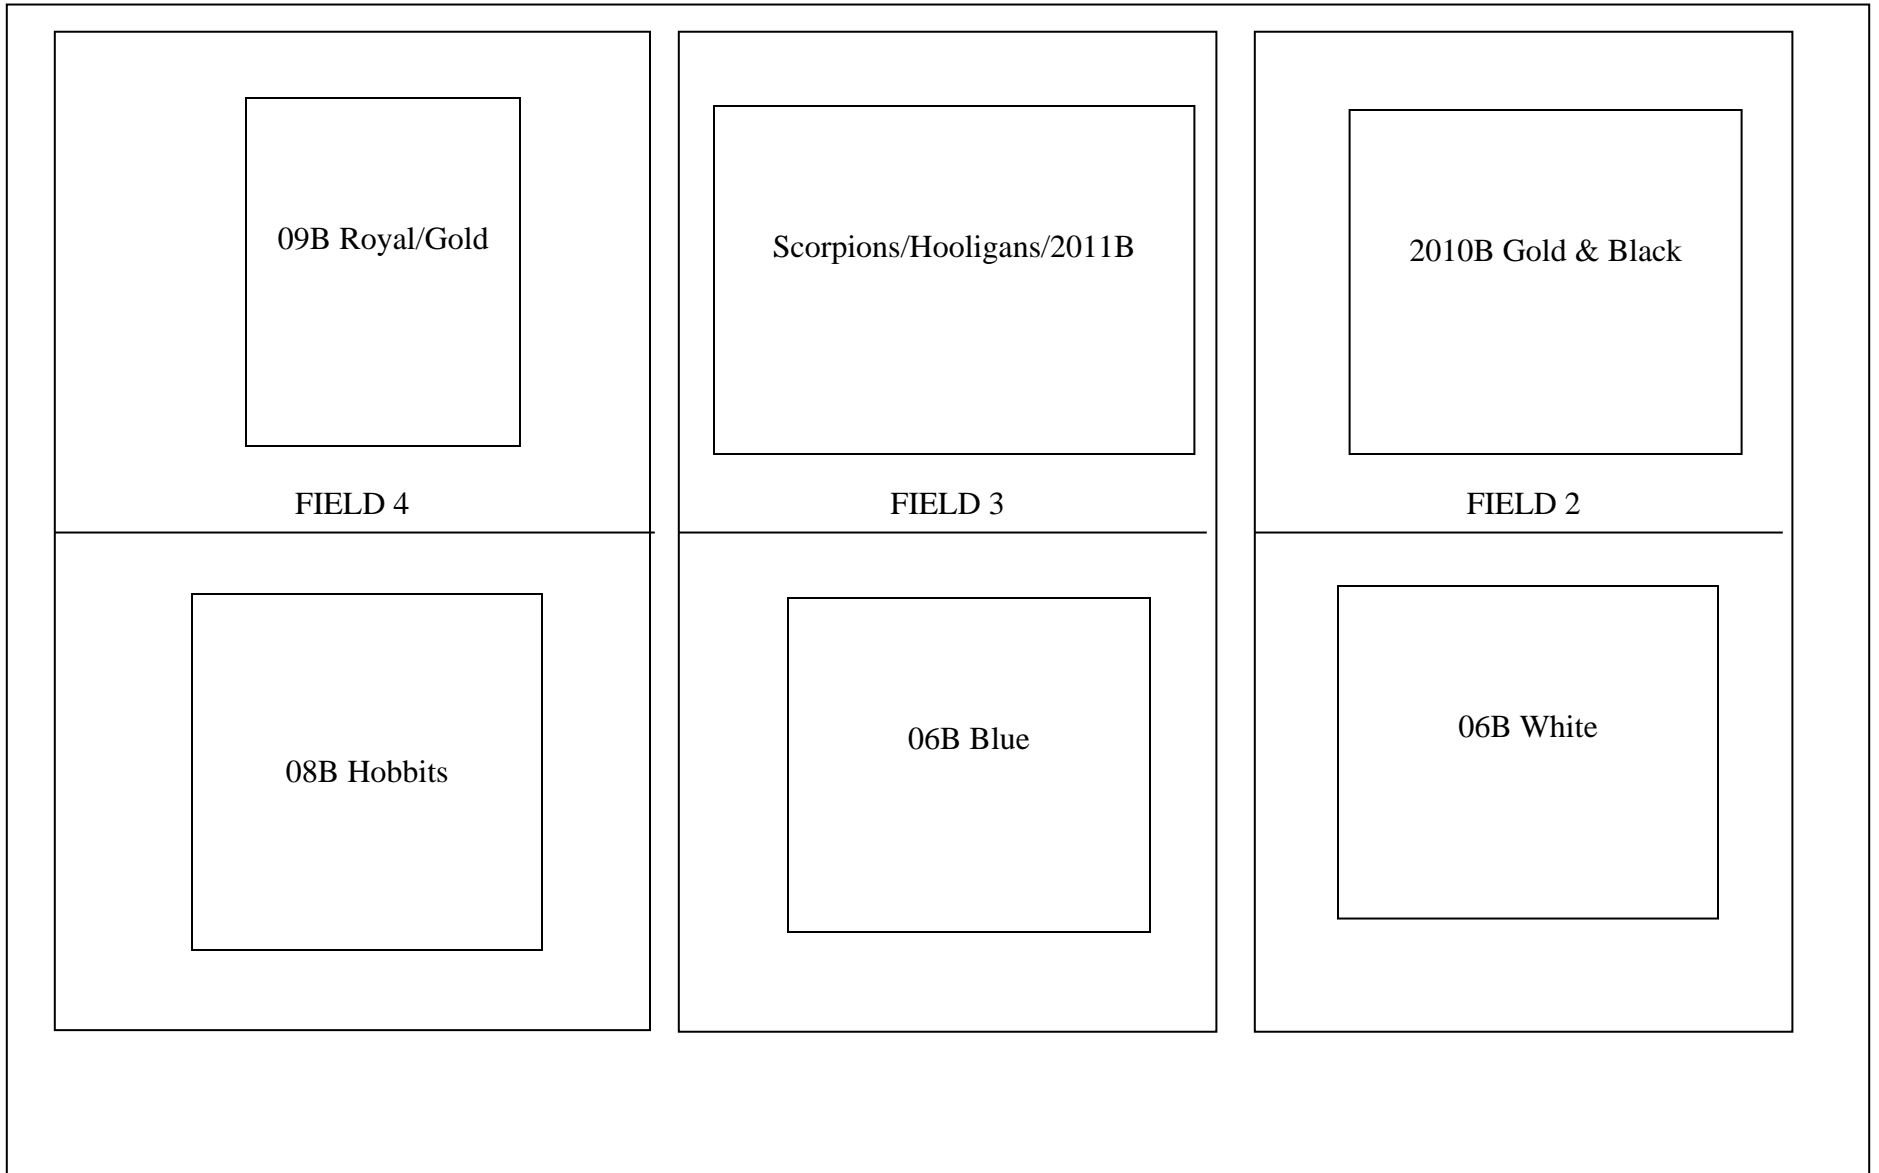 09B Royal/Gold
Scorpions/Hooligans/2011B
2010B Gold & Black
FIELD 4
FIELD 3
FIELD 2
08B Hobbits
06B Blue
06B White